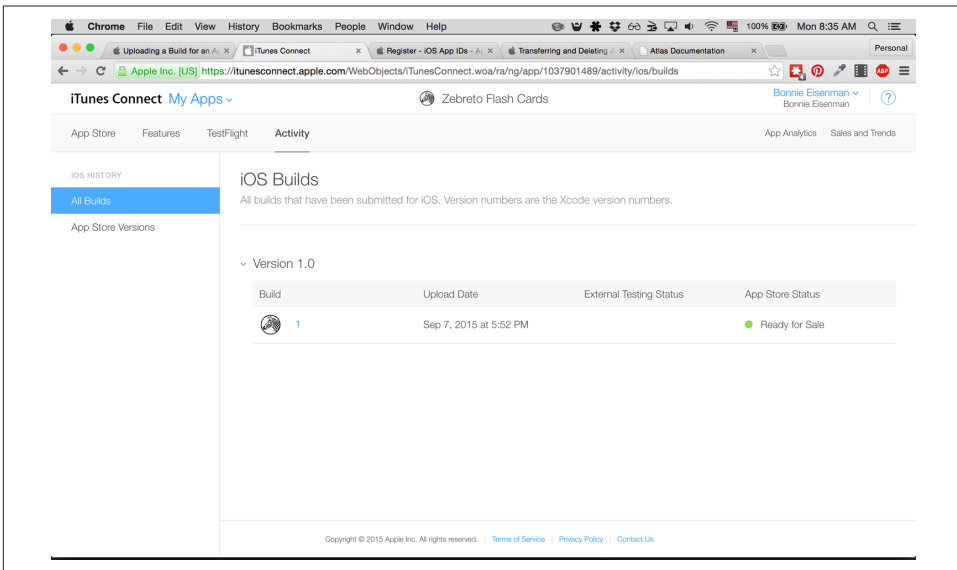 Chrome File Edit View History Bookmarks People Window Help 100% Mon 8:35 AM
Uploading a Build for an Ap × iTunes Connect × Register - iOS App IDs - Ap × Transferring and Deleting A × Atlas Documentation × Personal
Apple Inc. [US] https://itunesconnect.apple.com/WebObjects/iTunesConnect.woa/ra/ng/app/1037901489/activity/ios/builds ABP
iTunes Connect My Apps Zebreto Flash Cards Bonnie Eisenman ?
Bonnie Eisenman
App Store Features TestFlight Activity App Analytics Sales and Trends
iOS HISTORY
All Builds
App Store Versions
iOS Builds
All builds that have been submitted for iOS. Version numbers are the Xcode version numbers.
Version 1.0
Build Upload Date External Testing Status App Store Status
1 Sep 7, 2015 at 5:52 PM Ready for Sale
Copyright © 2015 Apple Inc. All rights reserved. Terms of Service Privacy Policy Contact Us